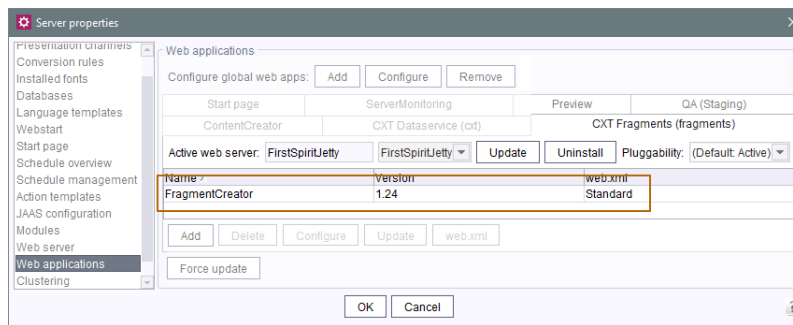 Server properties
Presentation channels
Conversion rules
Installed fonts
Databases
Language templates
Webstart
Start page
Schedule overview
Schedule management
Action templates
JAAS configuration
Modules
Web server
Web applications
Clustering
Web applications
Configure global web apps: Add Configure Remove
Start page ServerMonitoring Preview QA (Staging)
ContentCreator CXT Dataservice (cxt) CXT Fragments (fragments)
Active web server: FirstSpiritJetty FirstSpiritJetty Update Uninstall Pluggability: (Default: Active)
Name Version web.xml
FragmentCreator 1.24 Standard
Add Delete Configure Update web.xml
Force update
OK Cancel